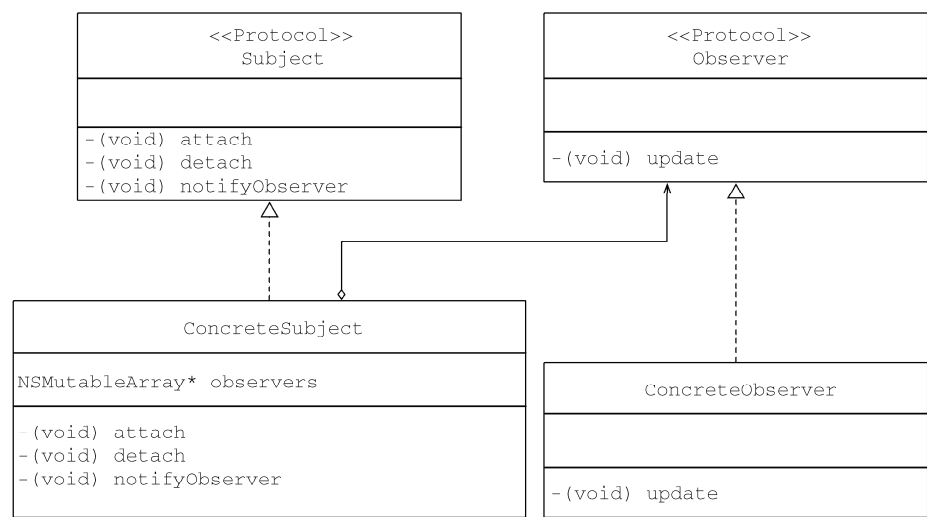 <<Protocol>>
Subject
-(void) attach
-(void) detach
-(void) notifyObserver
<<Protocol>>
Observer
-(void) update
ConcreteSubject
NSMutableArray* observers
-(void) attach
-(void) detach
-(void) notifyObserver
ConcreteObserver
-(void) update